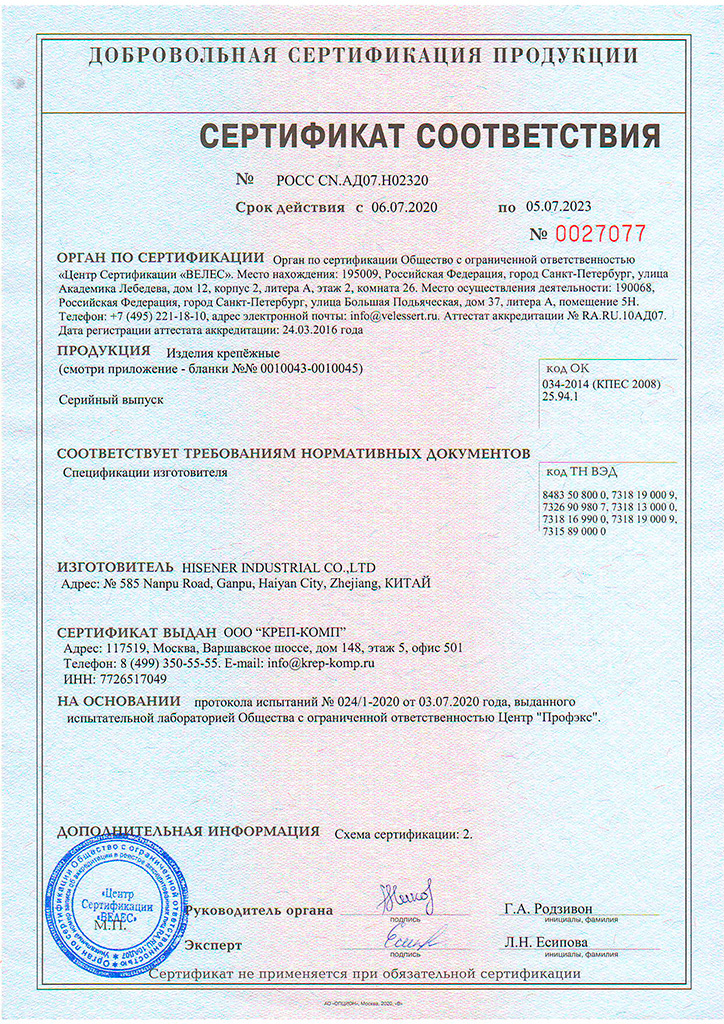 ДОБРОВОЛЬНАЯ СЕРТИФИКАЦИЯ ПРОДУКЦИИ
СЕРТИФИКАТ СООТВЕТСТВИЯ
№ РОСС CN.АД07.Н02320
Срок действия с 06.07.2020 по 05.07.2023
№ 0027077
ОРГАН ПО СЕРТИФИКАЦИИ Орган по сертификации Общество с ограниченной ответственностью
«Центр Сертификации «ВЕЛЕС». Место нахождения: 195009, Российская Федерация, город Санкт-Петербург, улица
Академика Лебедева, дом 12, корпус 2, литера А, этаж 2, комната 26. Место осуществления деятельности: 190068,
Российская Федерация, город Санкт-Петербург, улица Большая Подьяческая, дом 37, литера А, помещение 5Н.
Телефон: +7 (495) 221-18-10, адрес электронной почты: info@velessert.ru. Аттестат аккредитации № RA.RU.10АД07.
Дата регистрации аттестата аккредитации: 24.03.2016 года
ПРОДУКЦИЯ Изделия крепёжные
(смотри приложение - бланки №№ 0010043-0010045)
Серийный выпуск
код ОК
034-2014 (КПЕС 2008)
25.94.1
СООТВЕТСТВУЕТ ТРЕБОВАНИЯМ НОРМАТИВНЫХ ДОКУМЕНТОВ
Спецификации изготовителя
код ТН ВЭД
8483 50 800 0, 7318 19 000 9,
7326 90 980 7, 7318 13 000 0,
7318 16 990 0, 7318 19 000 9,
7315 89 000 0
ИЗГОТОВИТЕЛЬ HISENER INDUSTRIAL CO.,LTD
Адрес: № 585 Nanpu Road, Ganpu, Haiyan City, Zhejiang, КИТАЙ
СЕРТИФИКАТ ВЫДАН ООО “КРЕП-КОМП”
Адрес: 117519, Москва, Варшавское шоссе, дом 148, этаж 5, офис 501
Телефон: 8 (499) 350-55-55. E-mail: info@krep-komp.ru
ИНН: 7726517049
НА ОСНОВАНИИ протокола испытаний № 024/1-2020 от 03.07.2020 года, выданного
испытательной лабораторией Общества с ограниченной ответственностью Центр "Профэкс".
ДОПОЛНИТЕЛЬНАЯ ИНФОРМАЦИЯ Схема сертификации: 2.
Орган по сертификации Общество с ограниченной ответственностью
«Центр
Сертификации
«ВЕЛЕС»
М.П.
Руководитель органа
подпись
Г.А. Родзивон
инициалы, фамилия
Эксперт
подпись
Л.Н. Есипова
инициалы, фамилия
Сертификат не применяется при обязательной сертификации
АО «ОПЦИОН», Москва, 2020, «В»